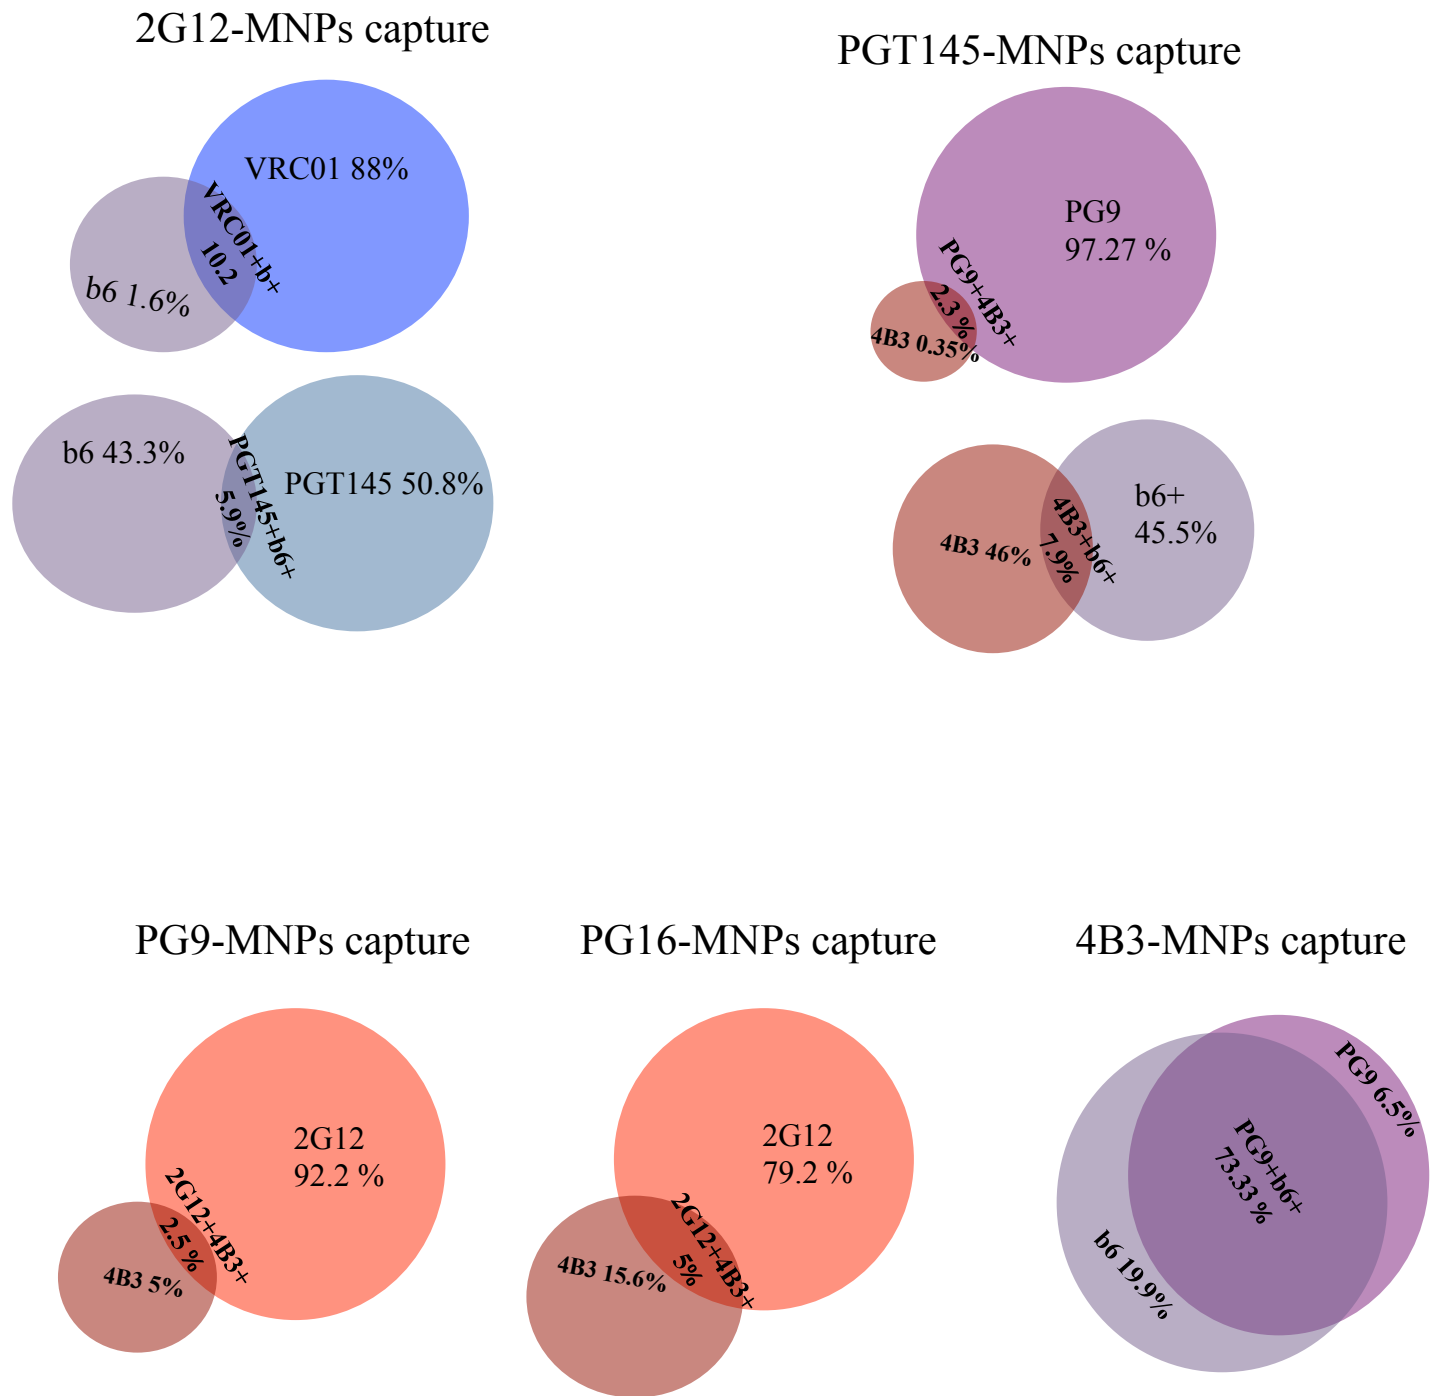 2G12-MNPs capture
VRC01 88%
VRC01+b+
10.2
b6 1.6%
b6 43.3%
PGT145+b6+
5.9%
PGT145 50.8%
PGT145-MNPs capture
PG9
97.27 %
PG9+4B3+
2.3 %
4B3 0.35%
4B3 46%
4B3+b6+
7.9%
b6+
45.5%
PG9-MNPs capture
2G12
92.2 %
2G12+4B3+
2.5 %
4B3 5%
PG16-MNPs capture
2G12
79.2 %
2G12+4B3+
5%
4B3 15.6%
4B3-MNPs capture
PG9 6.5%
PG9+b6+
73.33 %
b6 19.9%